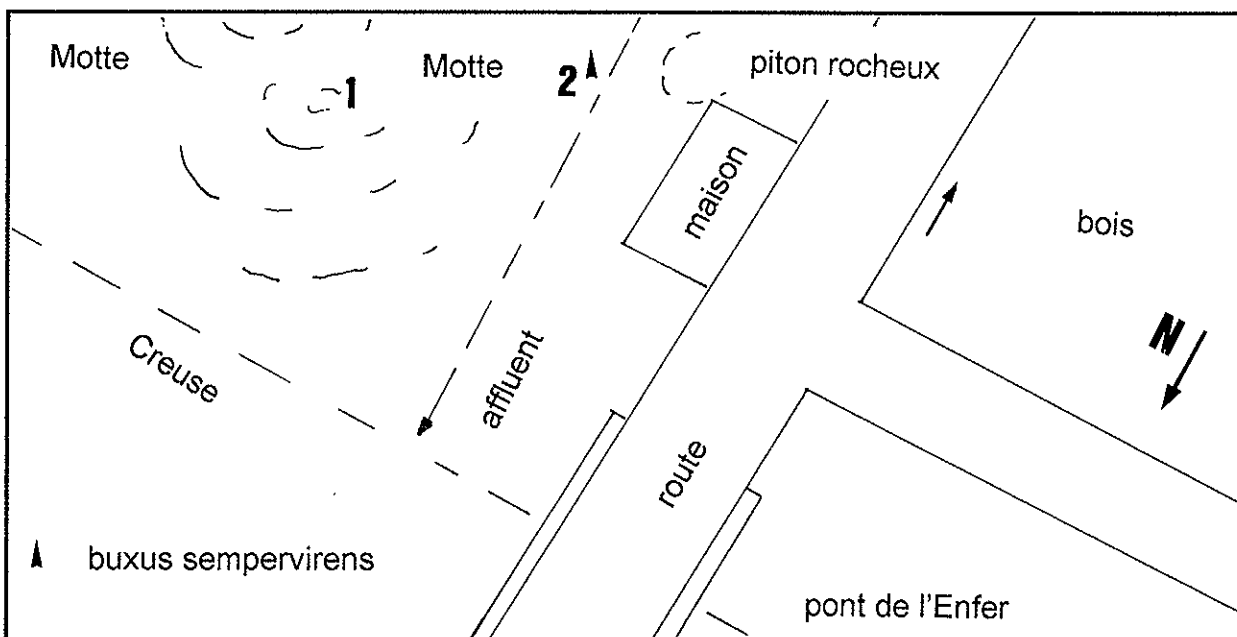 Motte
1
Motte
2
piton rocheux
maison
bois
N
Creuse
affluent
route
buxus sempervirens
pont de l'Enfer